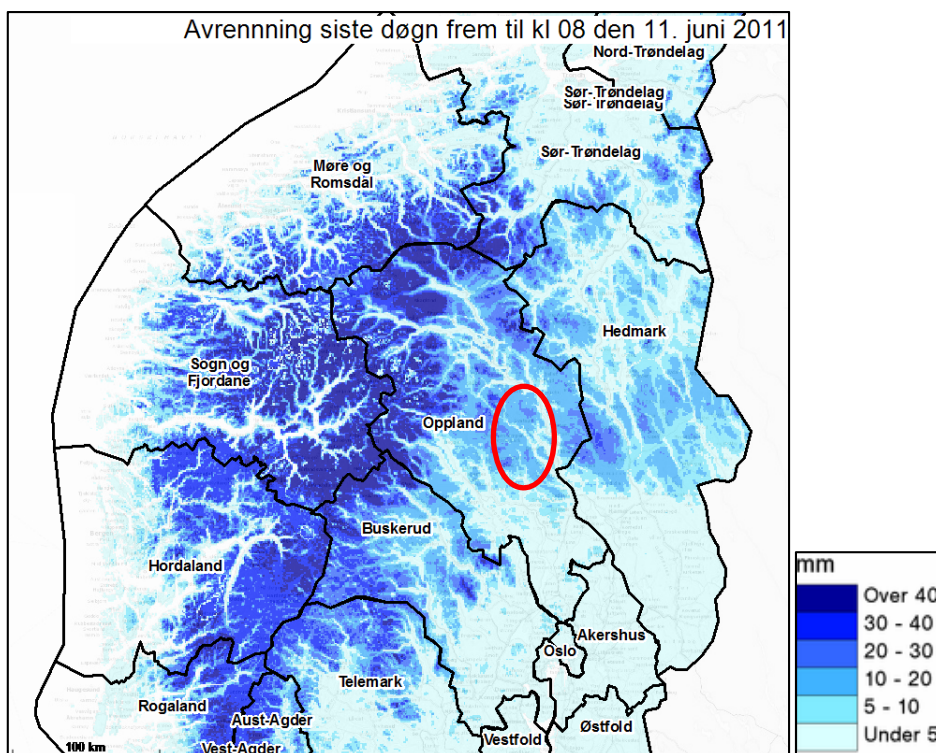 Avrennning siste døgn frem til kl 08 den 11. juni 2011
Nord-Trøndelag
Sør-Trøndelag
Sør-Trøndelag
Sør-Trøndelag
Møre og
Romsdal
Hedmark
Sogn og
Fjordane
Oppland
Buskerud
Hordaland
Akershus
Oslo
Telemark
Rogaland
Aust-Agder
Vestfold
Østfold
Vest-Agder
100 km
mm
Over 40
30 - 40
20 - 30
10 - 20
5 - 10
Under 5